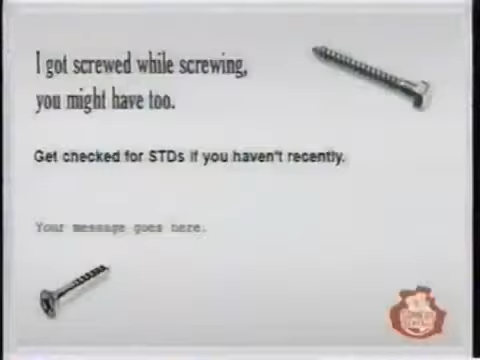 I got screwed while screwing,
you might have too.
Get checked for STDs if you haven't recently.
Your message goes here.